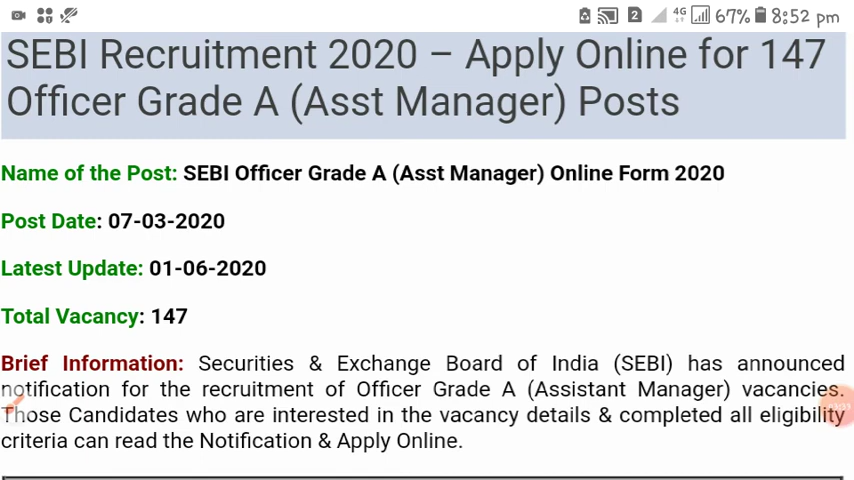 4G 2 67% 8:52 pm
SEBI Recruitment 2020 – Apply Online for 147
Officer Grade A (Asst Manager) Posts
Name of the Post: SEBI Officer Grade A (Asst Manager) Online Form 2020
Post Date: 07-03-2020
Latest Update: 01-06-2020
Total Vacancy: 147
Brief Information: Securities & Exchange Board of India (SEBI) has announced
notification for the recruitment of Officer Grade A (Assistant Manager) vacancies.
Those Candidates who are interested in the vacancy details & completed all eligibility
criteria can read the Notification & Apply Online.